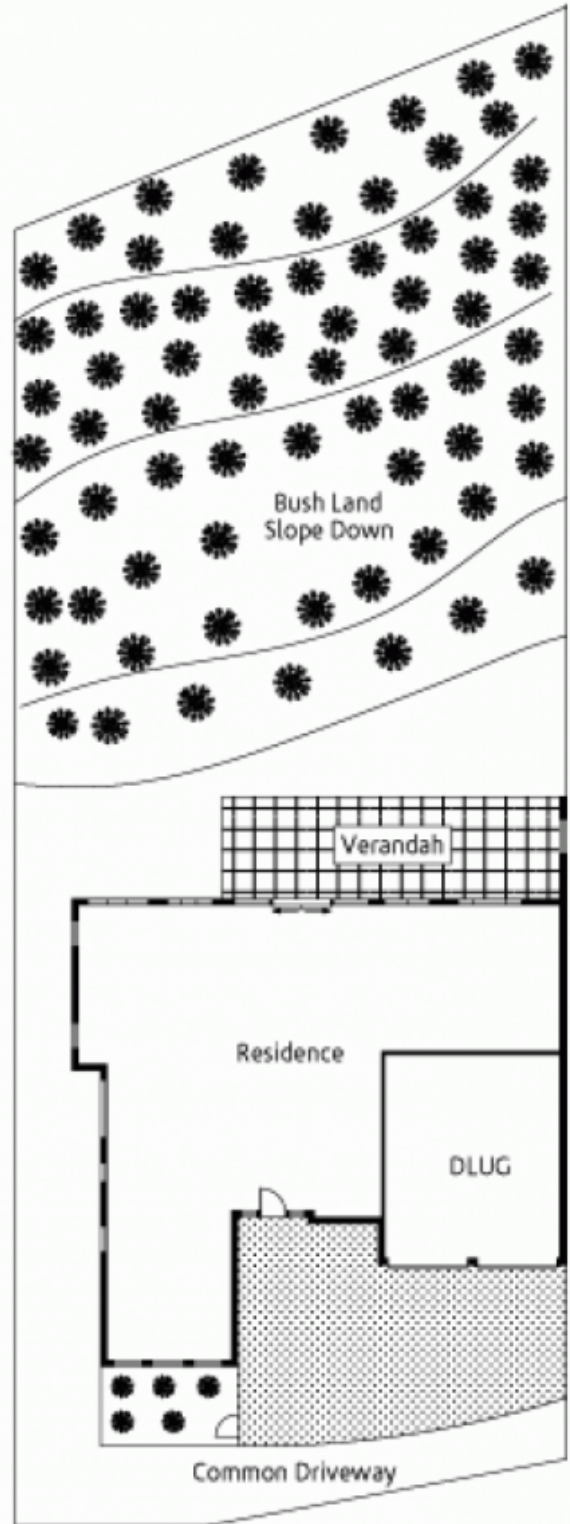 Bush Land
Slope Down
Verandah
Residence
DLUG
Common Driveway